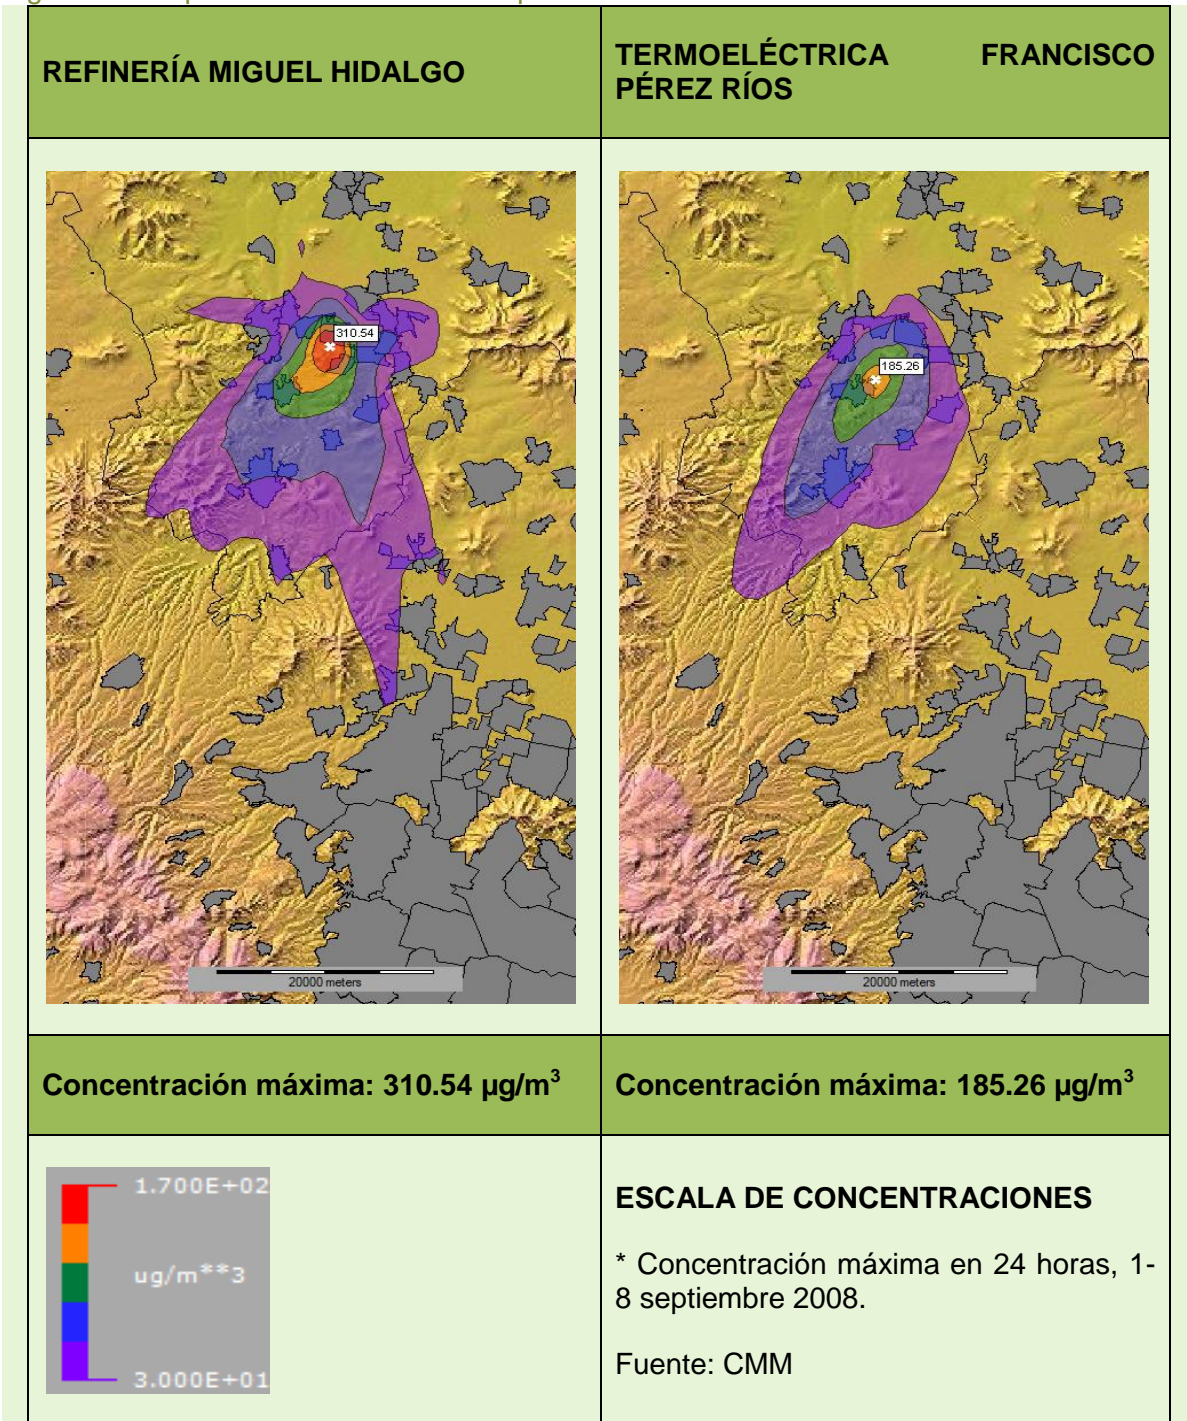 REFINERÍA MIGUEL HIDALGO
TERMOELÉCTRICA FRANCISCO
PÉREZ RÍOS
310.54
20000 meters
185.26
20000 meters
Concentración máxima: 310.54 µg/m³
Concentración máxima: 185.26 µg/m³
1.700E+02
ug/m**3
3.000E+01
ESCALA DE CONCENTRACIONES
* Concentración máxima en 24 horas, 1-
8 septiembre 2008.
Fuente: CMM